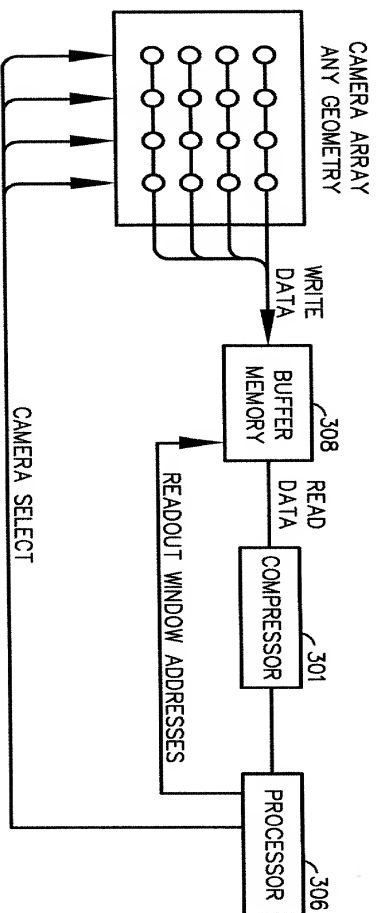 CAMERA ARRAY
ANY GEOMETRY
WRITE
DATA
BUFFER
MEMORY
308
READ
DATA
COMPRESSOR
301
PROCESSOR
306
READOUT WINDOW ADDRESSES
CAMERA SELECT